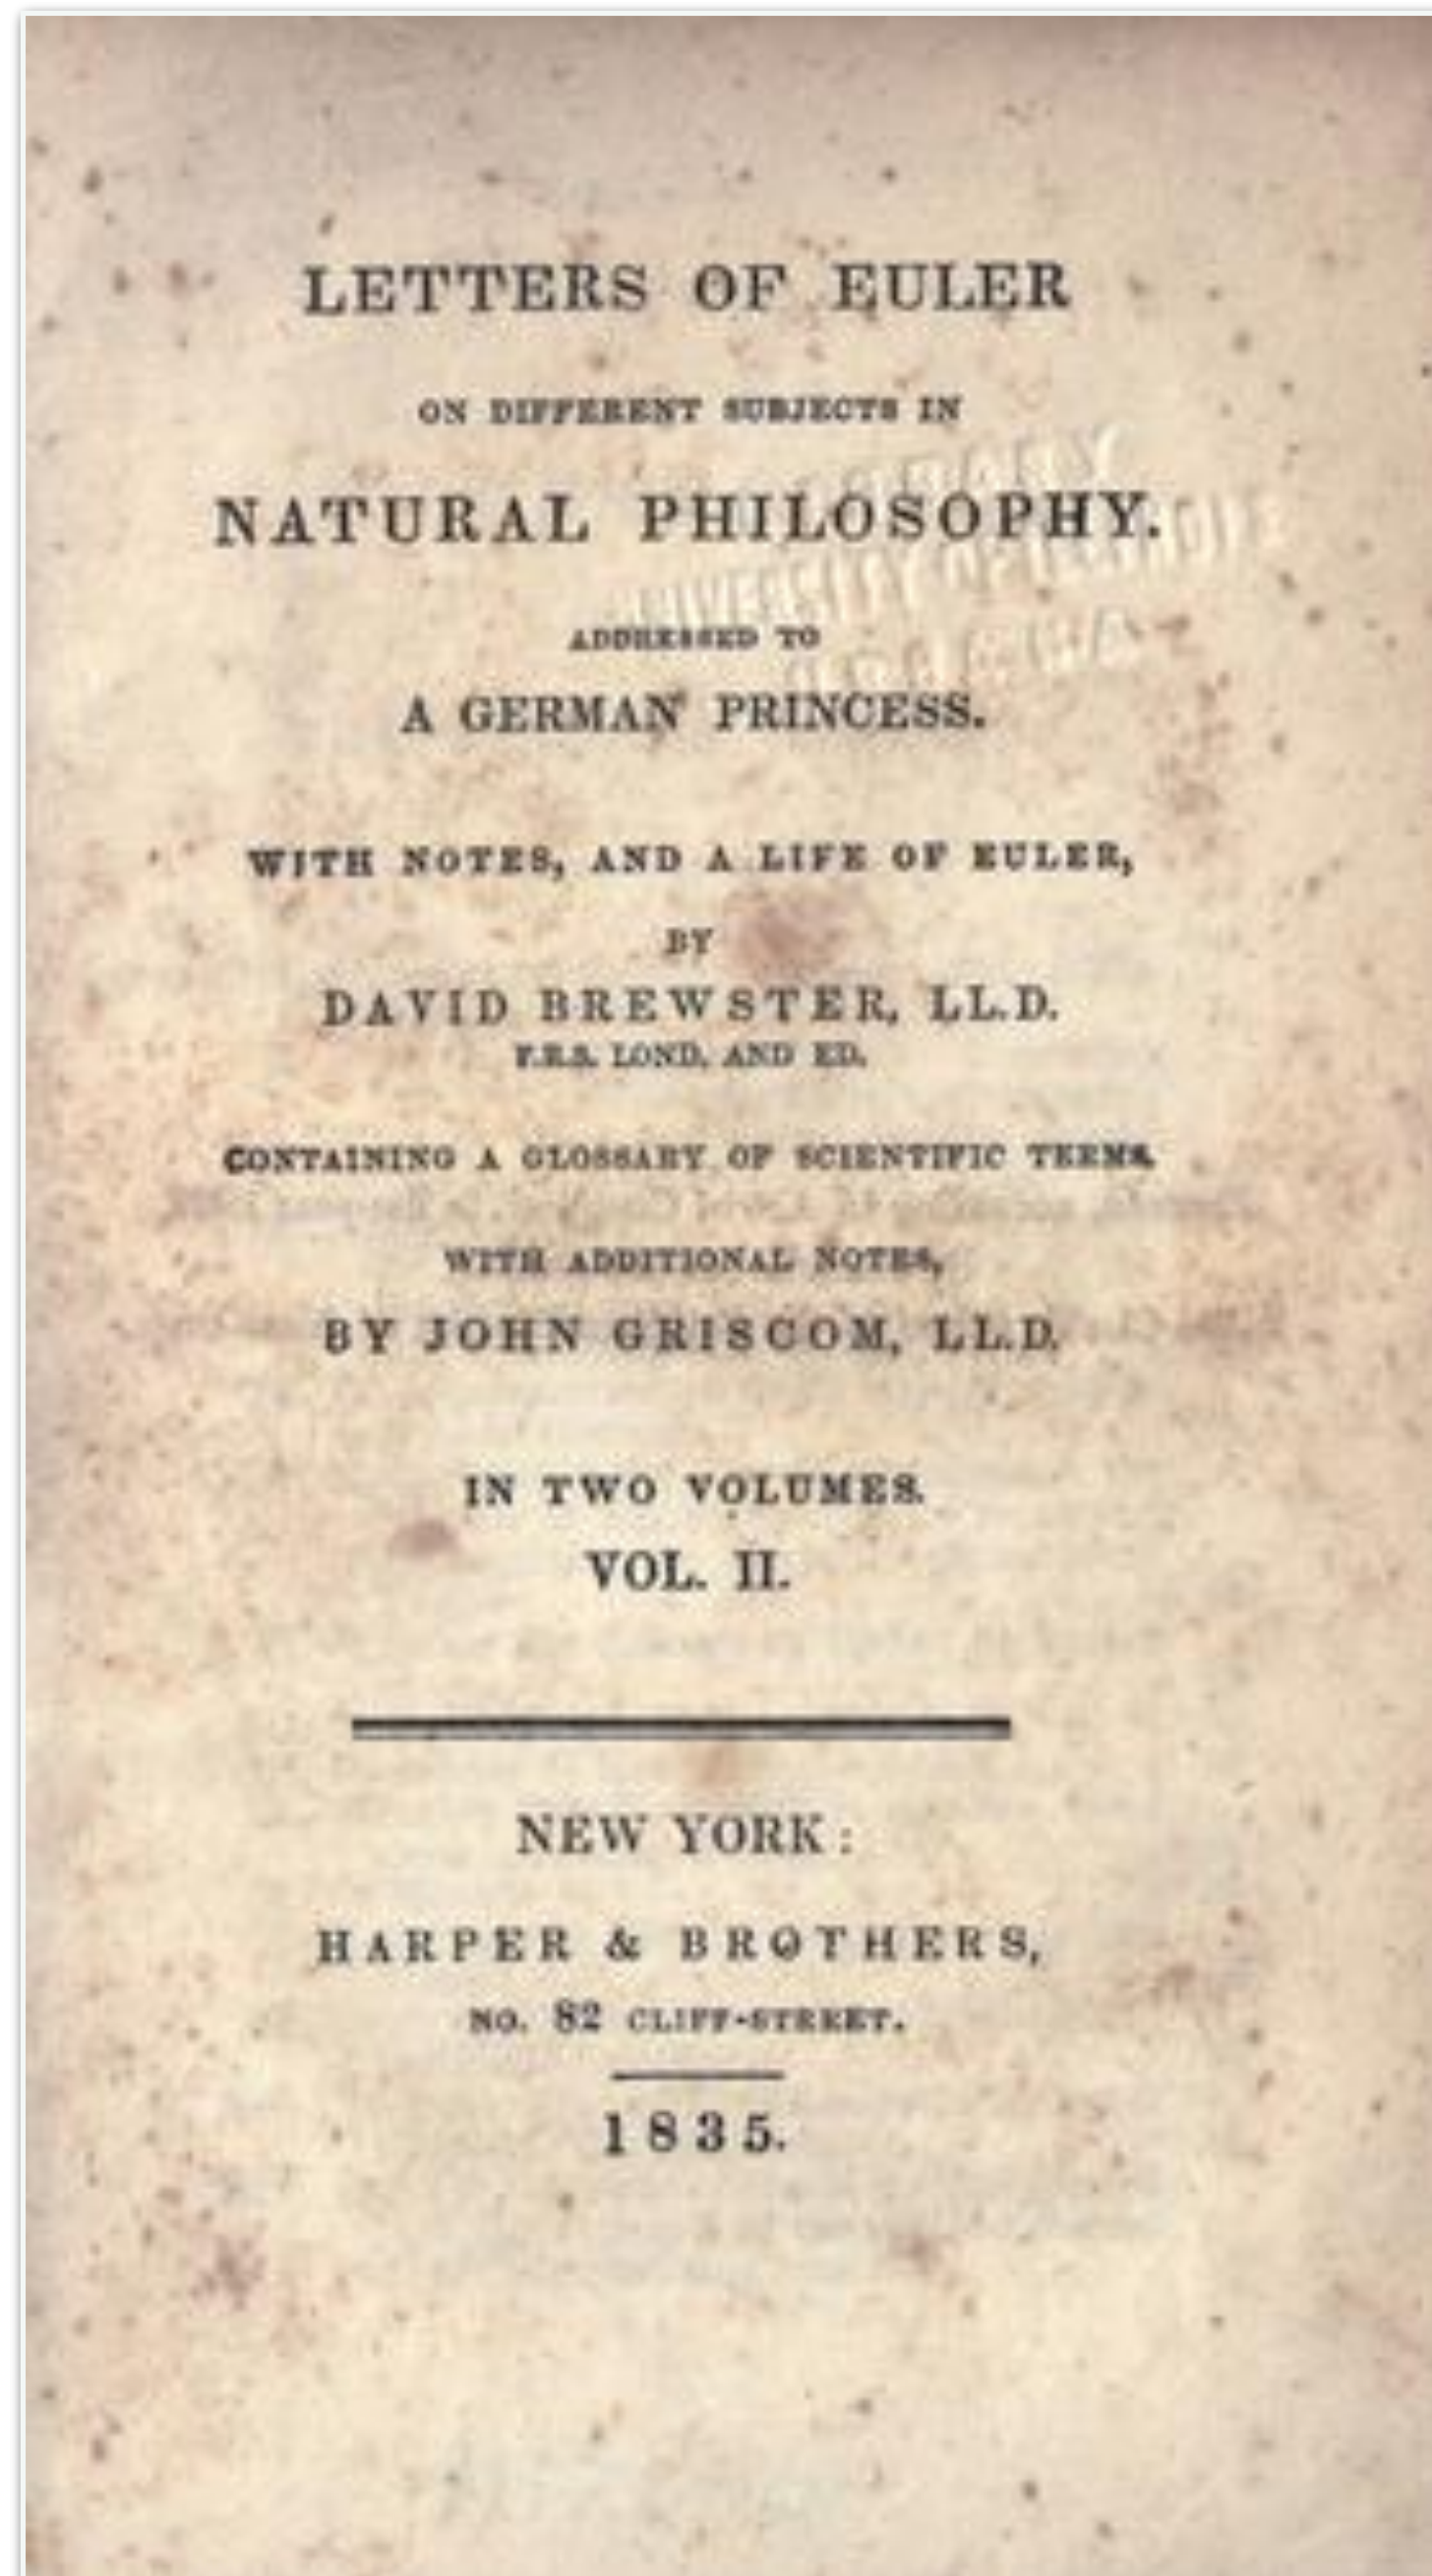 LETTERS OF EULER
ON DIFFERENT SUBJECTS IN
NATURAL PHILOSOPHY.
ADDRESSED TO
A GERMAN PRINCESS.
WITH NOTES, AND A LIFE OF EULER,
BY
DAVID BREWSTER, LL.D.
F.R.S. LOND. AND ED.
CONTAINING A GLOSSARY OF SCIENTIFIC TERMS.
WITH ADDITIONAL NOTES,
BY JOHN GRISCOM, LL.D.
IN TWO VOLUMES.
VOL. II.
NEW YORK:
HARPER & BROTHERS,
NO. 82 CLIFF-STREET.
1835.